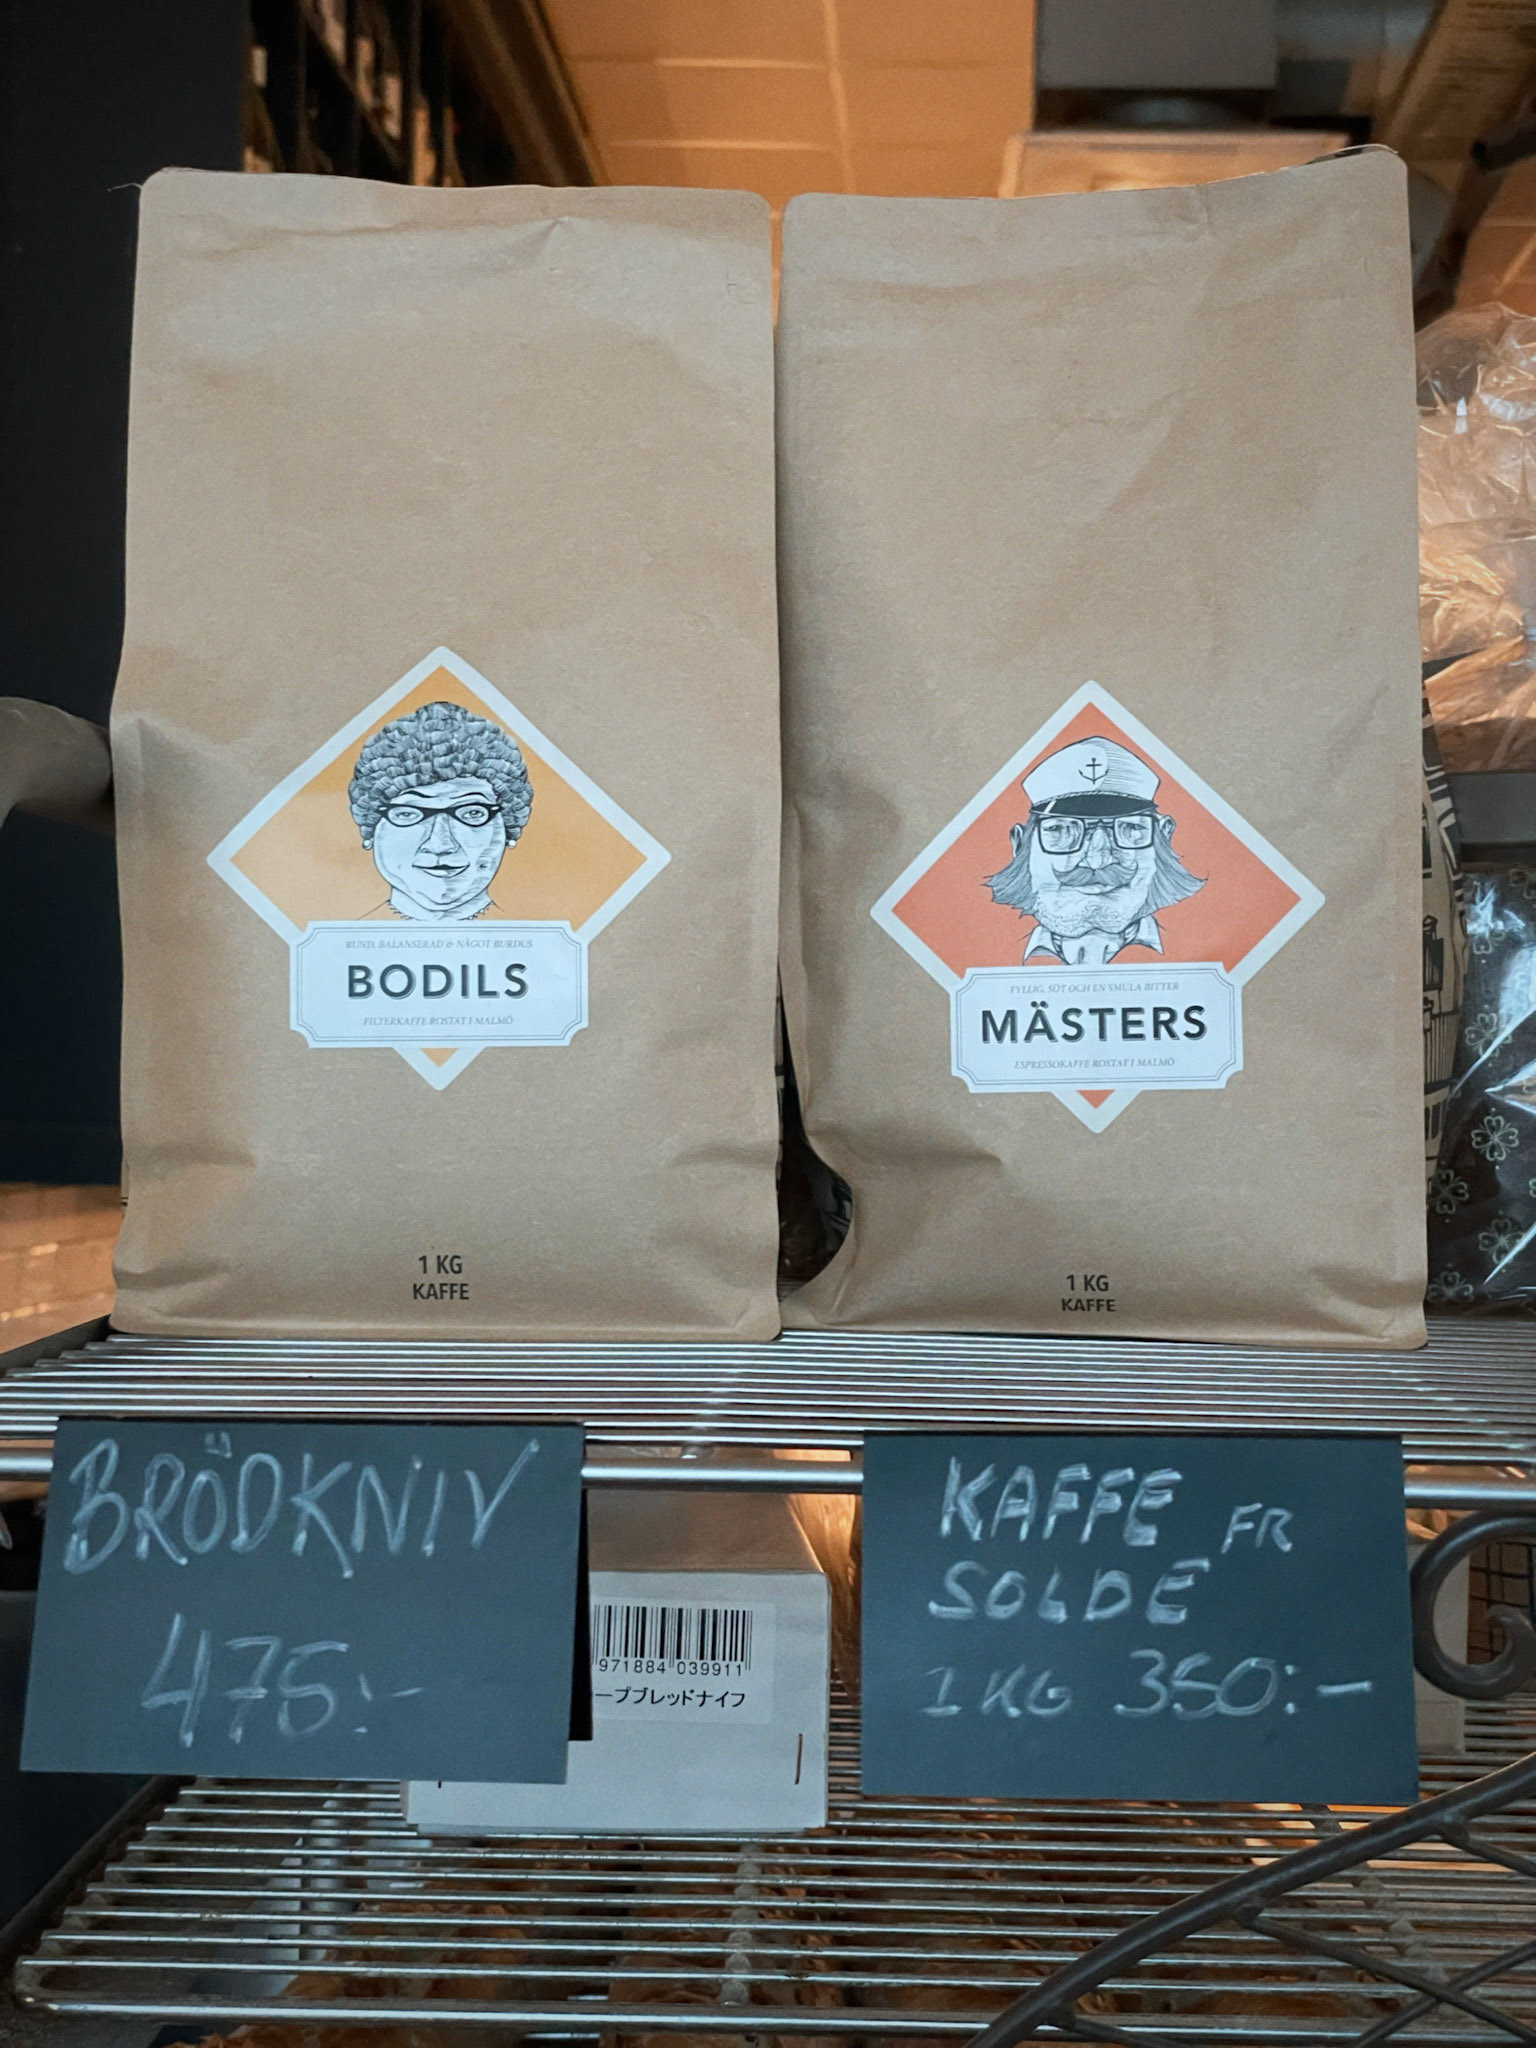 RUND, BALANSERAD & NÅGOT BURDUS
BODILS
FILTERKAFFE ROSTAT I MALMÖ
1 KG
KAFFE
FYLLIG, SÖT OCH EN SMULA BITTER
MÄSTERS
ESPRESSOKAFFE ROSTAT I MALMÖ
1 KG
KAFFE
BRÖDKNIV
475:-
971884 039911
ープブレッドナイフ
KAFFE FR
SOLDE
1 KG 350:-